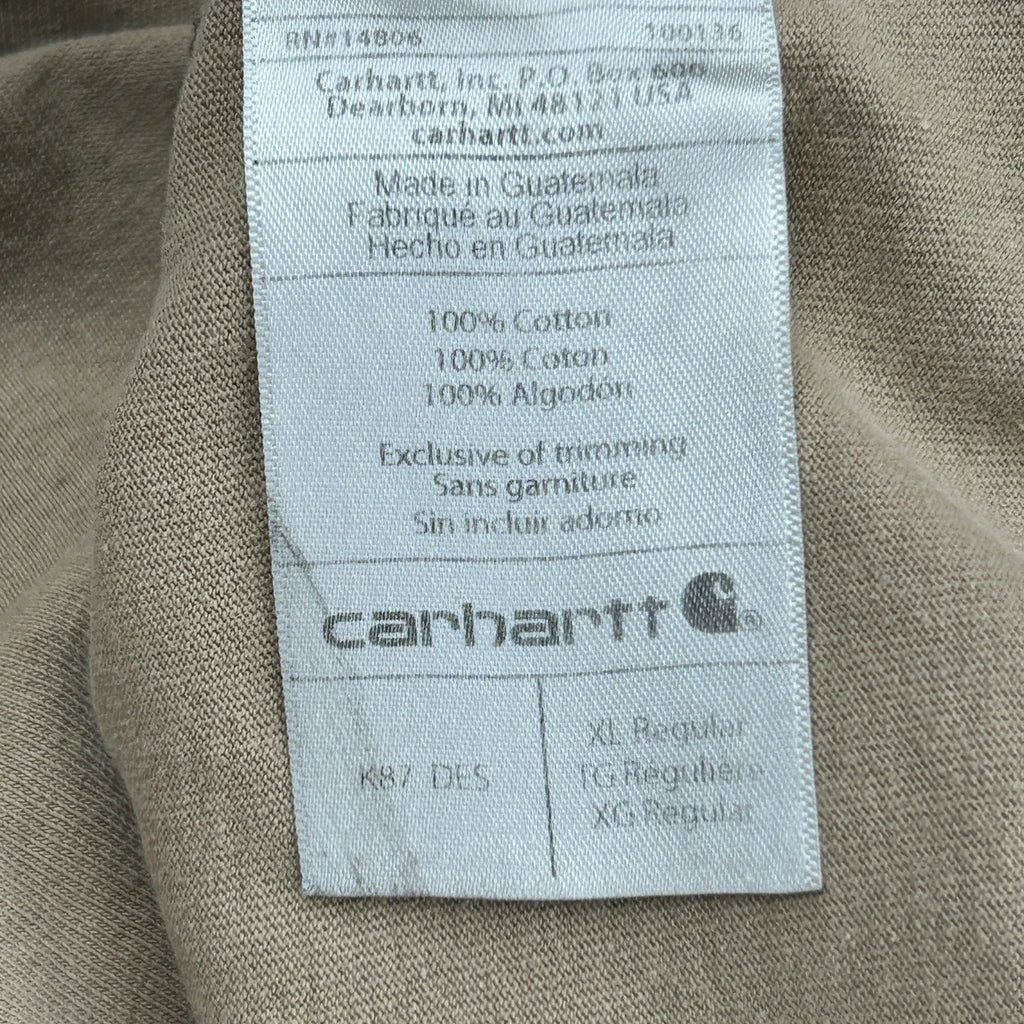 RN#14806 100136
Carhartt, Inc. P.O. Box 600
Dearborn, MI 48121 USA
carhartt.com
Made in Guatemala
Fabriqué au Guatemala
Hecho en Guatemala
100% Cotton
100% Coton
100% Algodón
Exclusive of trimming
Sans garniture
Sin incluir adorno
carhartt
K87 DES
XL Regular
TG Régulière
XG Regular